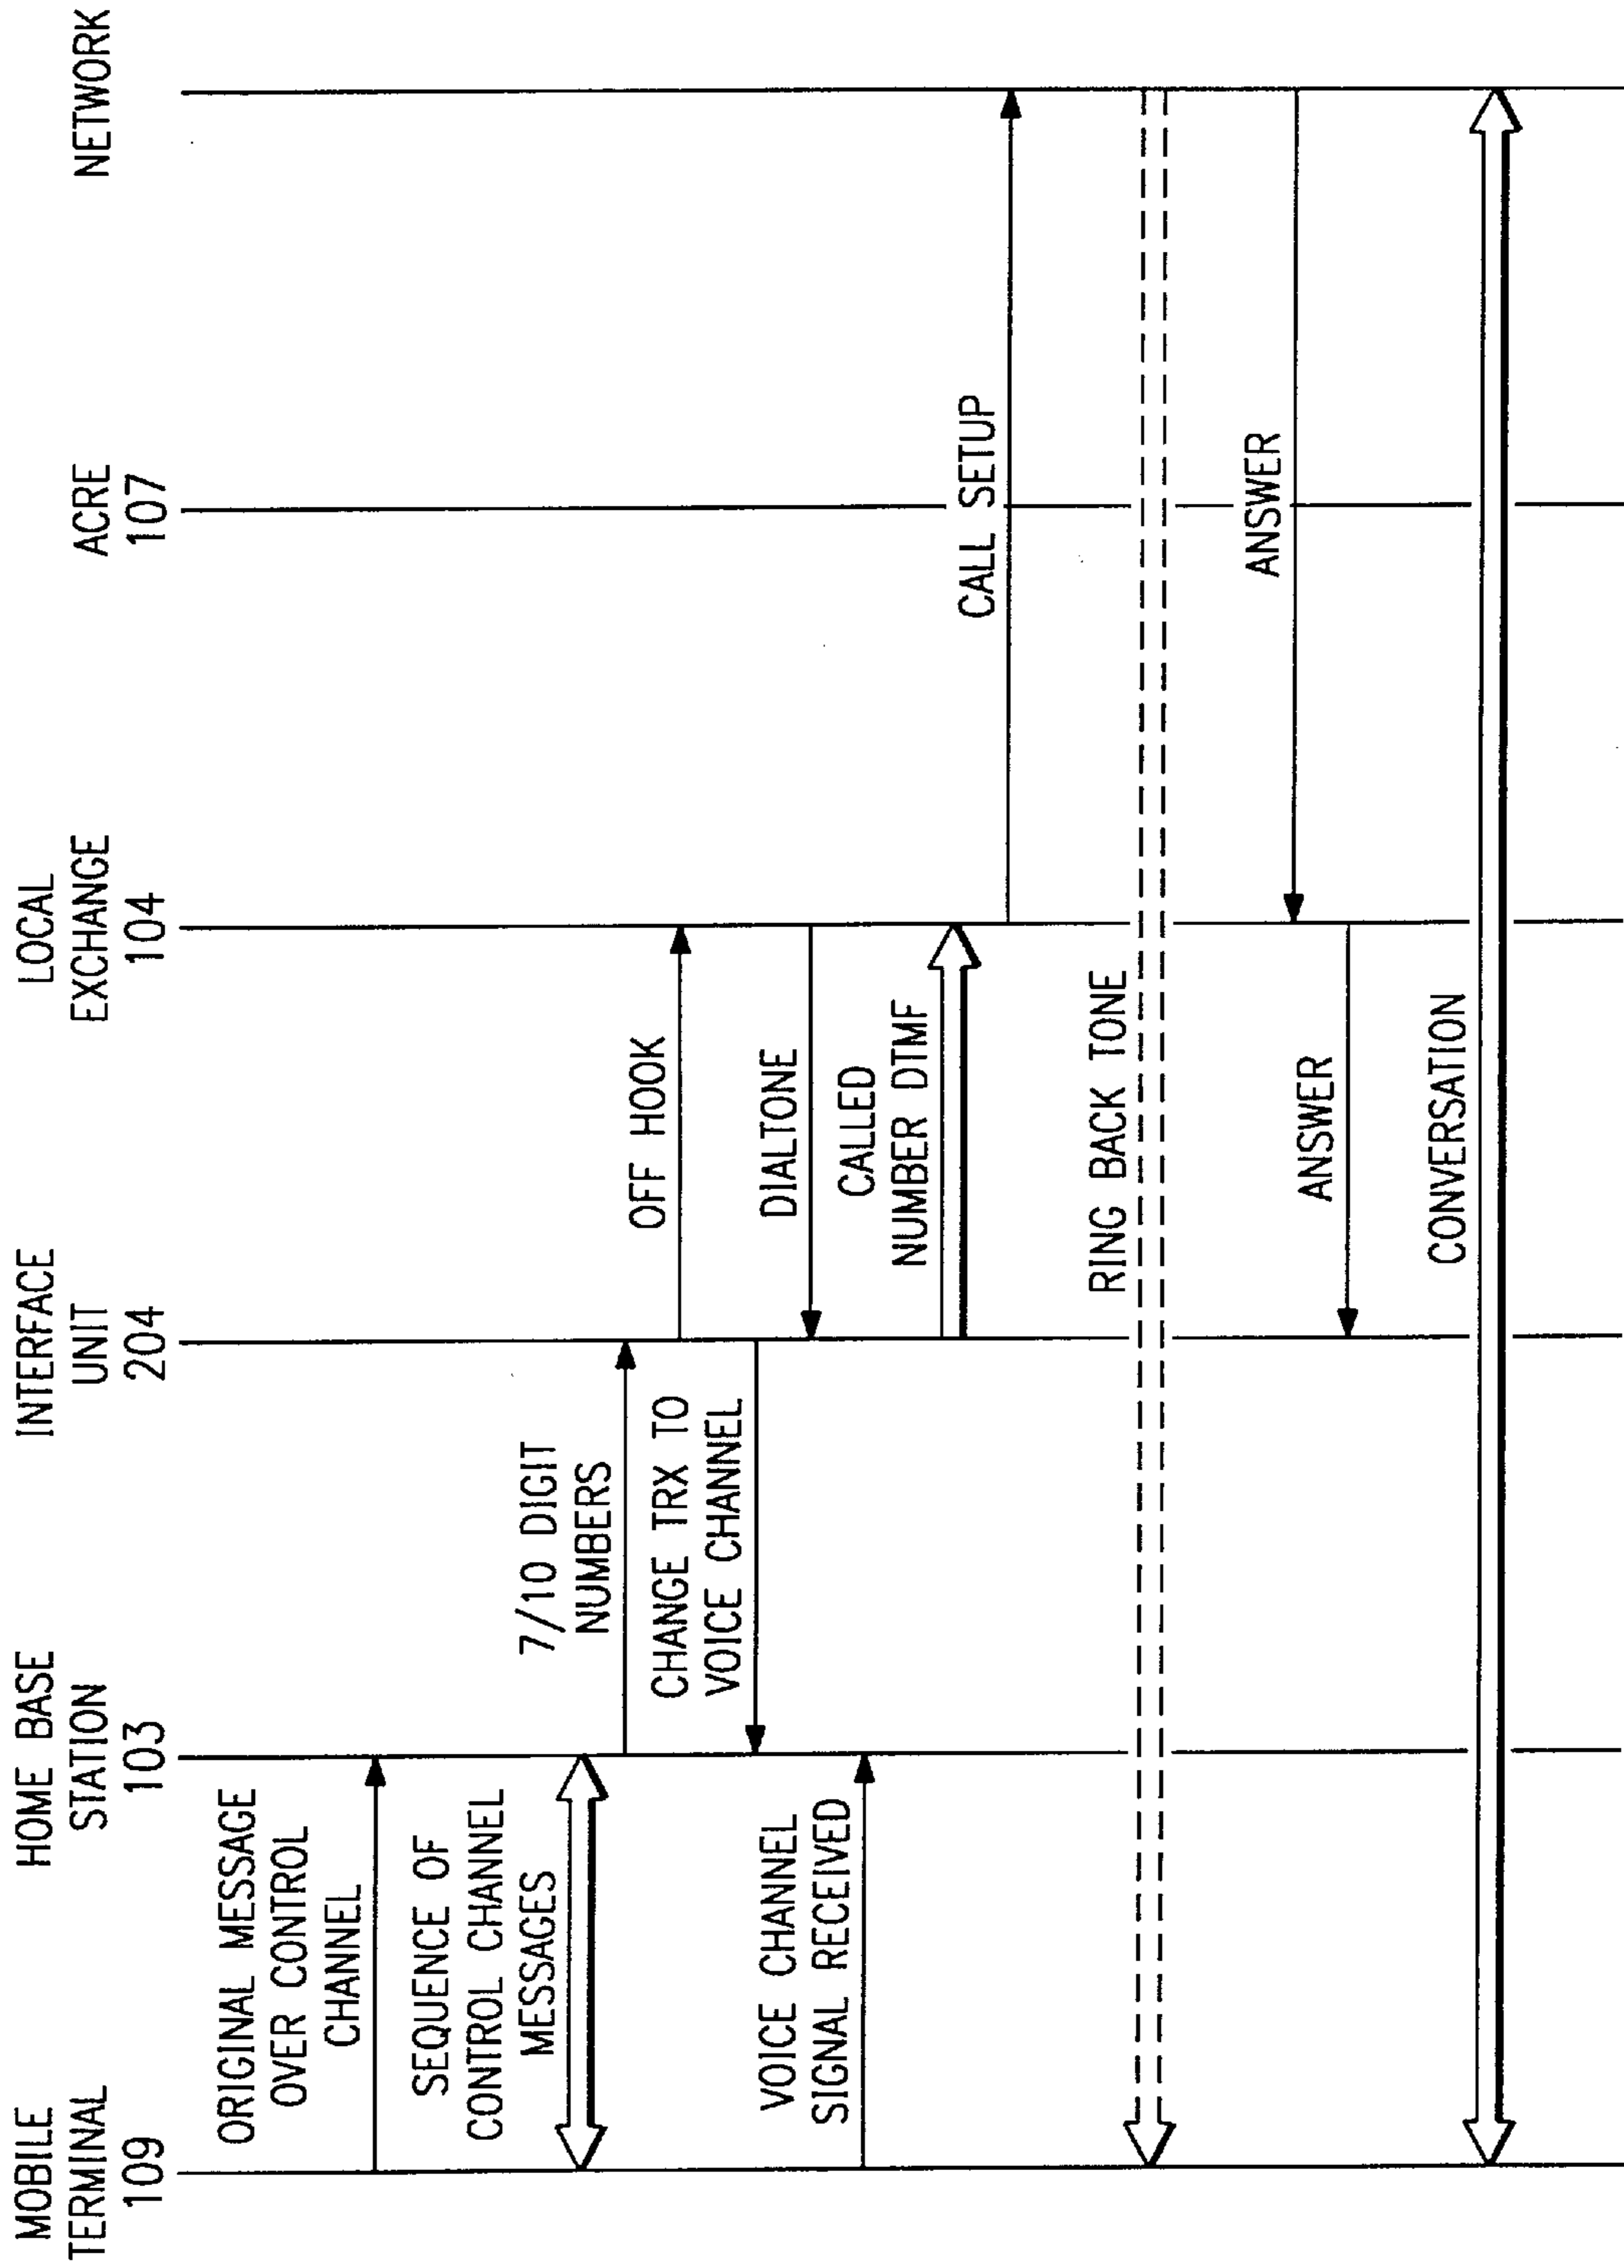 MOBILE
TERMINAL
109
HOME BASE
STATION
103
INTERFACE
UNIT
204
LOCAL
EXCHANGE
104
ACRE
107
NETWORK
ORIGINAL MESSAGE
OVER CONTROL
CHANNEL
SEQUENCE OF
CONTROL CHANNEL
MESSAGES
7/10 DIGIT
NUMBERS
OFF HOOK
CHANGE TRX TO
VOICE CHANNEL
DIALTONE
VOICE CHANNEL
SIGNAL RECEIVED
CALLED
NUMBER DTMF
CALL SETUP
RING BACK TONE
ANSWER
ANSWER
CONVERSATION